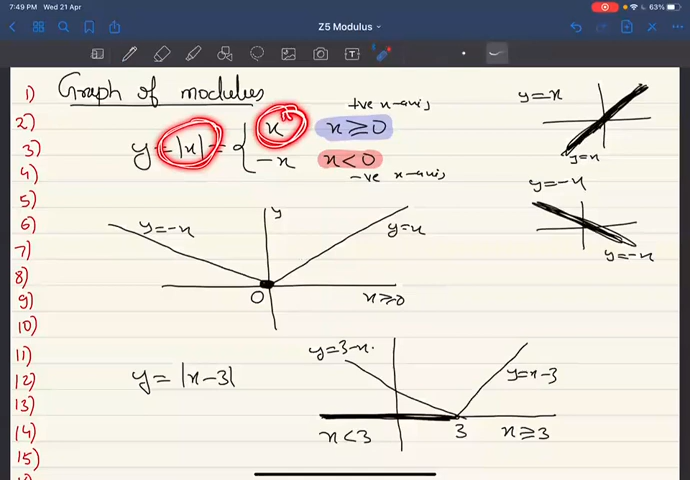 7:49 PM Wed 21 Apr
63%
Z5 Modulus
1) Graph of modulus
+ve x-axis
2) x x≥0
3) y=|x|= {
-x x<0
4) -ve x-axis
y=x
y=x
y=-x
y=-x
5)
6) y=-x y y=x
7)
8)
9) O x≥0
10)
11) y=3-x
12) y=|x-3| y=x-3
13)
14) x<3 3 x≥3
15)